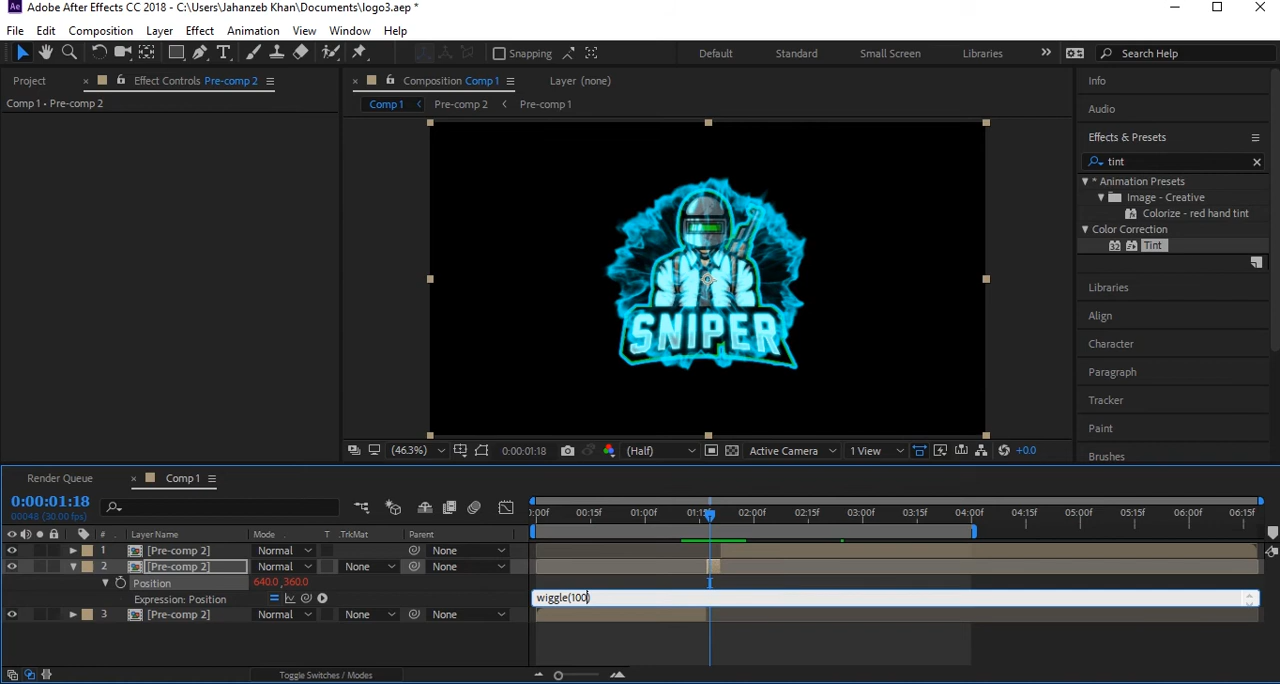 Ae Adobe After Effects CC 2018 - C:\Users\Jahanzeb Khan\Documents\logo3.aep *
File Edit Composition Layer Effect Animation View Window Help
Snapping Default Standard Small Screen Libraries » Search Help
Project × Effect Controls Pre-comp 2 × Composition Comp 1 Layer (none) Info
Comp 1 • Pre-comp 2 Comp 1 Pre-comp 2 Pre-comp 1 Audio
Effects & Presets
tint
* Animation Presets
Image - Creative
Colorize - red hand tint
Color Correction
32 Tint
Libraries
Align
Character
Paragraph
Tracker
Paint
Brushes
SNIPER
(46.3%) 0:00:01:18 (Half) Active Camera 1 View +0.0
Render Queue × Comp 1
0:00:01:18
00048 (30.00 fps)
:00f 00:15f 01:00f 01:15f 02:00f 02:15f 03:00f 03:15f 04:00f 04:15f 05:00f 05:15f 06:00f 06:15f
# Layer Name Mode T .TrkMat Parent
1 [Pre-comp 2] Normal None
2 [Pre-comp 2] Normal None None
Position 640.0 ,360.0
Expression: Position wiggle(100)
3 [Pre-comp 2] Normal None None
Toggle Switches / Modes